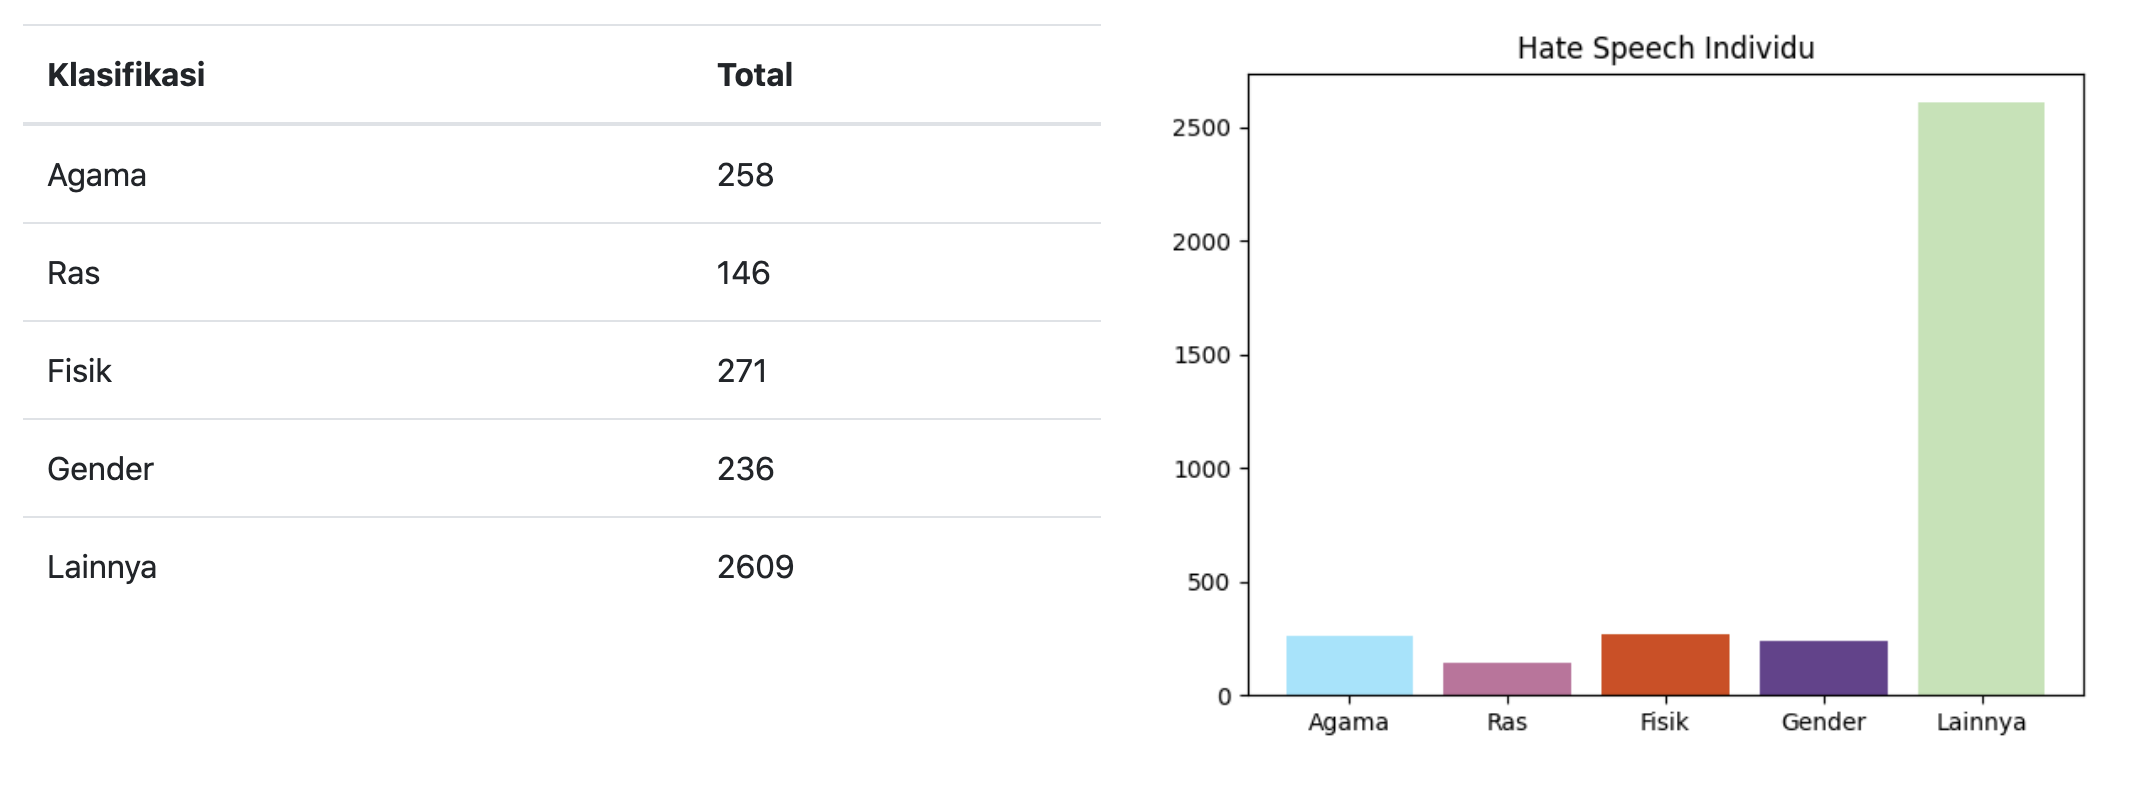 Klasifikasi Total
Agama 258
Ras 146
Fisik 271
Gender 236
Lainnya 2609
Hate Speech Individu
2500
2000
1500
1000
500
0
Agama Ras Fisik Gender Lainnya